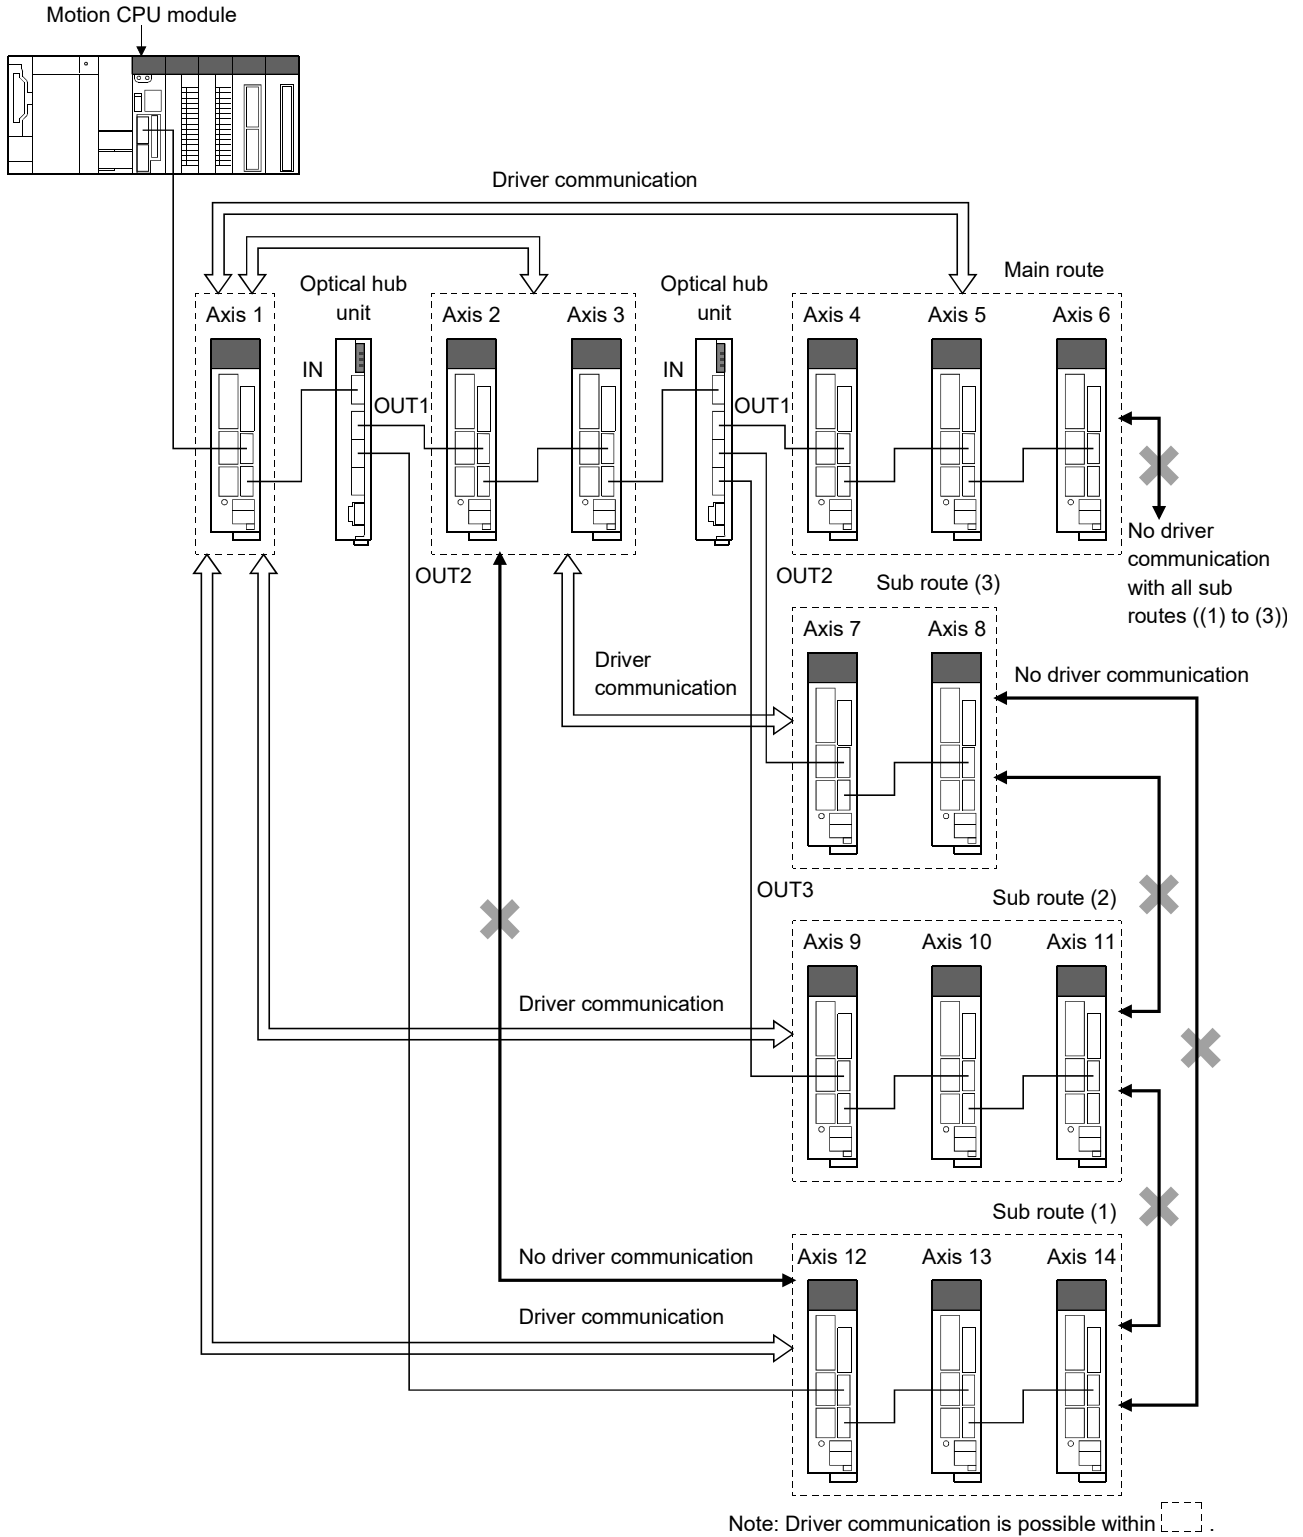 Motion CPU module
Driver communication
Main route
Optical hub
unit
Optical hub
unit
Axis 1
Axis 2
Axis 3
Axis 4
Axis 5
Axis 6
IN
OUT1
IN
OUT1
No driver
communication
with all sub
routes ((1) to (3))
OUT2
OUT2
Sub route (3)
Axis 7
Axis 8
Driver
communication
No driver communication
OUT3
Sub route (2)
Axis 9
Axis 10
Axis 11
Driver communication
Sub route (1)
No driver communication
Axis 12
Axis 13
Axis 14
Driver communication
Note: Driver communication is possible within .